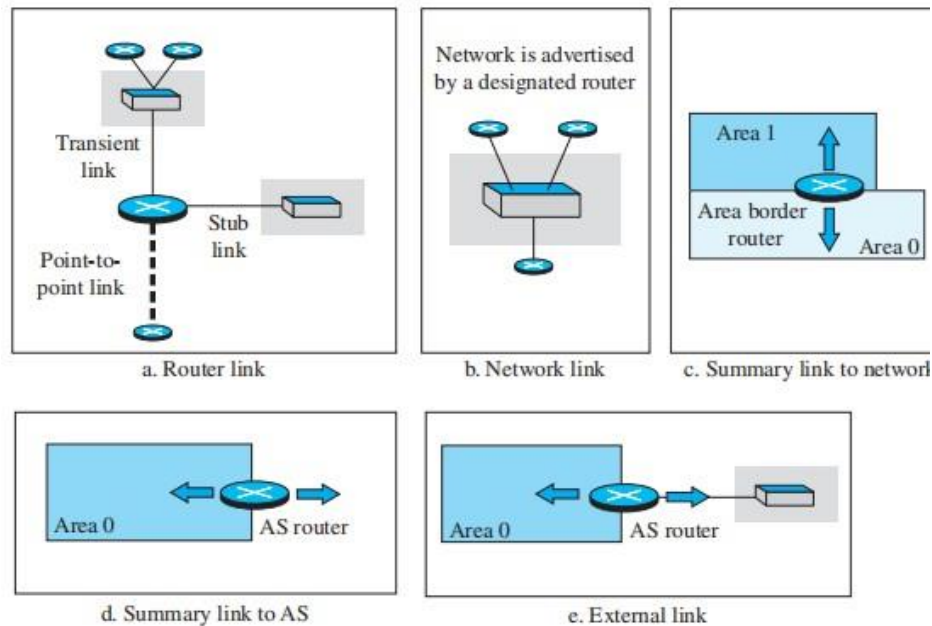 Transient
link
Stub
link
Point-to-
point link
a. Router link
Network is advertised
by a designated router
b. Network link
Area 1
Area border
router
Area 0
c. Summary link to network
Area 0
AS router
d. Summary link to AS
Area 0
AS router
e. External link